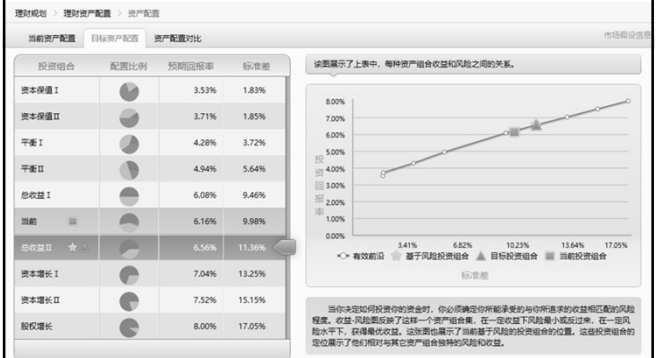 理财规划 > 理财资产配置 > 资产配置
当前资产配置 目标资产配置 资产配置对比 市场假设信息
投资组合 配置比例 预期回报率 标准差
资本保值 I 3.53% 1.83%
资本保值 II 3.71% 1.85%
平衡 I 4.28% 3.72%
平衡 II 4.94% 5.64%
总收益 I 6.08% 9.46%
当前 6.16% 9.98%
总收益 II 6.56% 11.36%
资本增长 I 7.04% 13.25%
资本增长 II 7.52% 15.15%
股权增长 8.00% 17.05%
该图展示了上表中，每种资产组合收益和风险之间的关系。
投资回报率
8.00%
7.00%
6.00%
5.00%
4.00%
3.00%
2.00%
1.00%
0.00%
3.41% 6.82% 10.23% 13.64% 17.05%
有效前沿 基于风险投资组合 目标投资组合 当前投资组合
标准差
当你决定如何投资你的资金时，你必须确定你所能承受的与你所追求的收益相匹配的风险
程度。收益-风险图反映了这样一个资产组合集，在一定收益下风险最小或反过来，在一定风
险水平下，获得最优收益。这张图也展示了当前基于风险的投资组合的位置。这些投资组合的
定位展示了他们相对与其它资产组合独特的风险和收益。